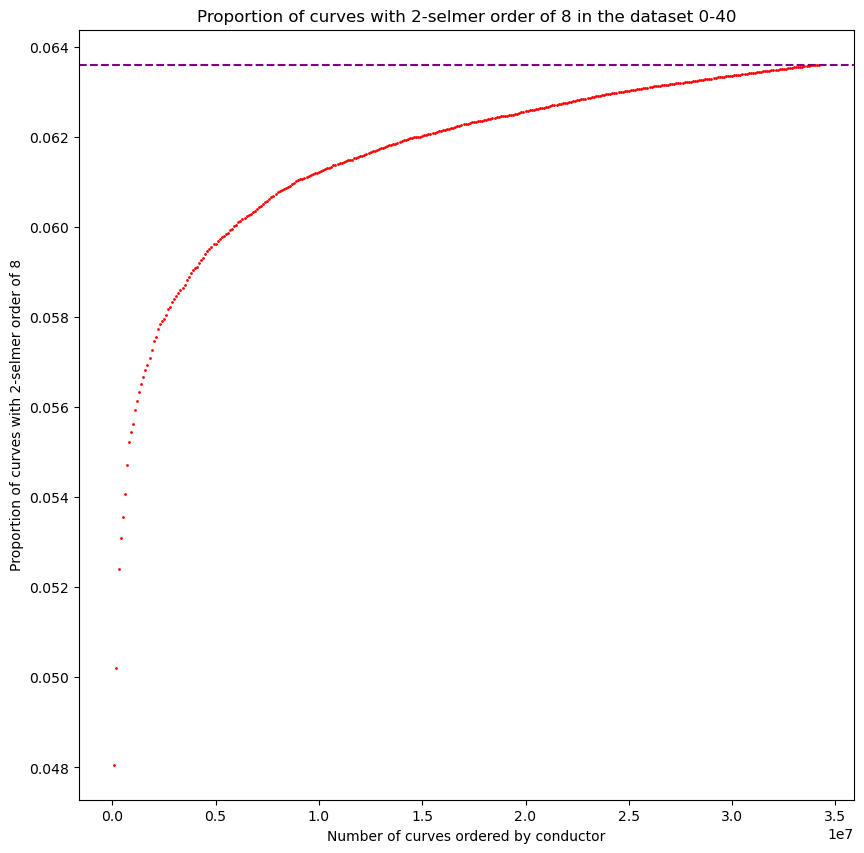 Proportion of curves with 2-selmer order of 8 in the dataset 0-40
Proportion of curves with 2-selmer order of 8
0.064
0.062
0.060
0.058
0.056
0.054
0.052
0.050
0.048
0.0 0.5 1.0 1.5 2.0 2.5 3.0 3.5
1e7
Number of curves ordered by conductor